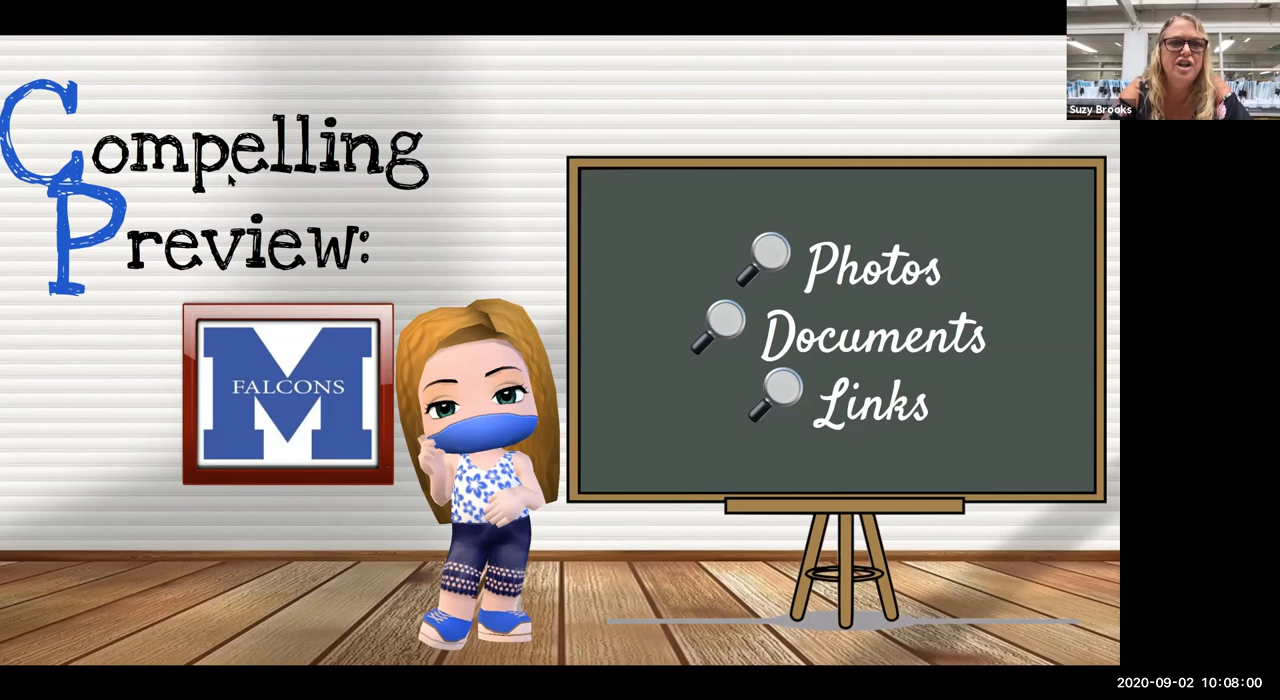 Compelling
Preview:
FALCONS
M
Photos
Documents
Links
Suzy Brooks
2020-09-02 10:08:00